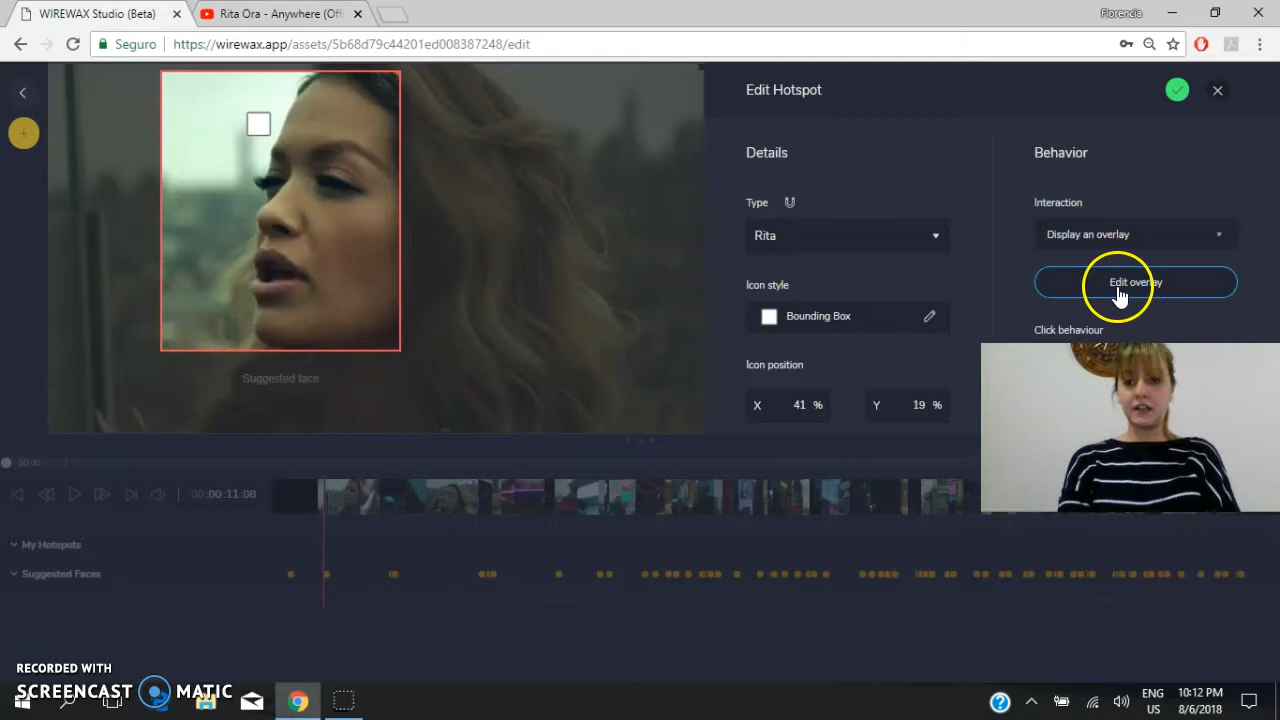 WIREWAX Studio (Beta)
Rita Ora - Anywhere (Offi
Florencia
Seguro
https://wirewax.app/assets/5b68d79c44201ed008387248/edit
Edit Hotspot
Details
Behavior
Type
Interaction
Rita
Display an overlay
Icon style
Edit overlay
Bounding Box
Click behaviour
Icon position
X 41 %
Y 19 %
Suggested face
00:00
00:00:11:08
My Hotspots
Suggested Faces
RECORDED WITH
SCREENCAST MATIC
ENG
US
10:12 PM
8/6/2018